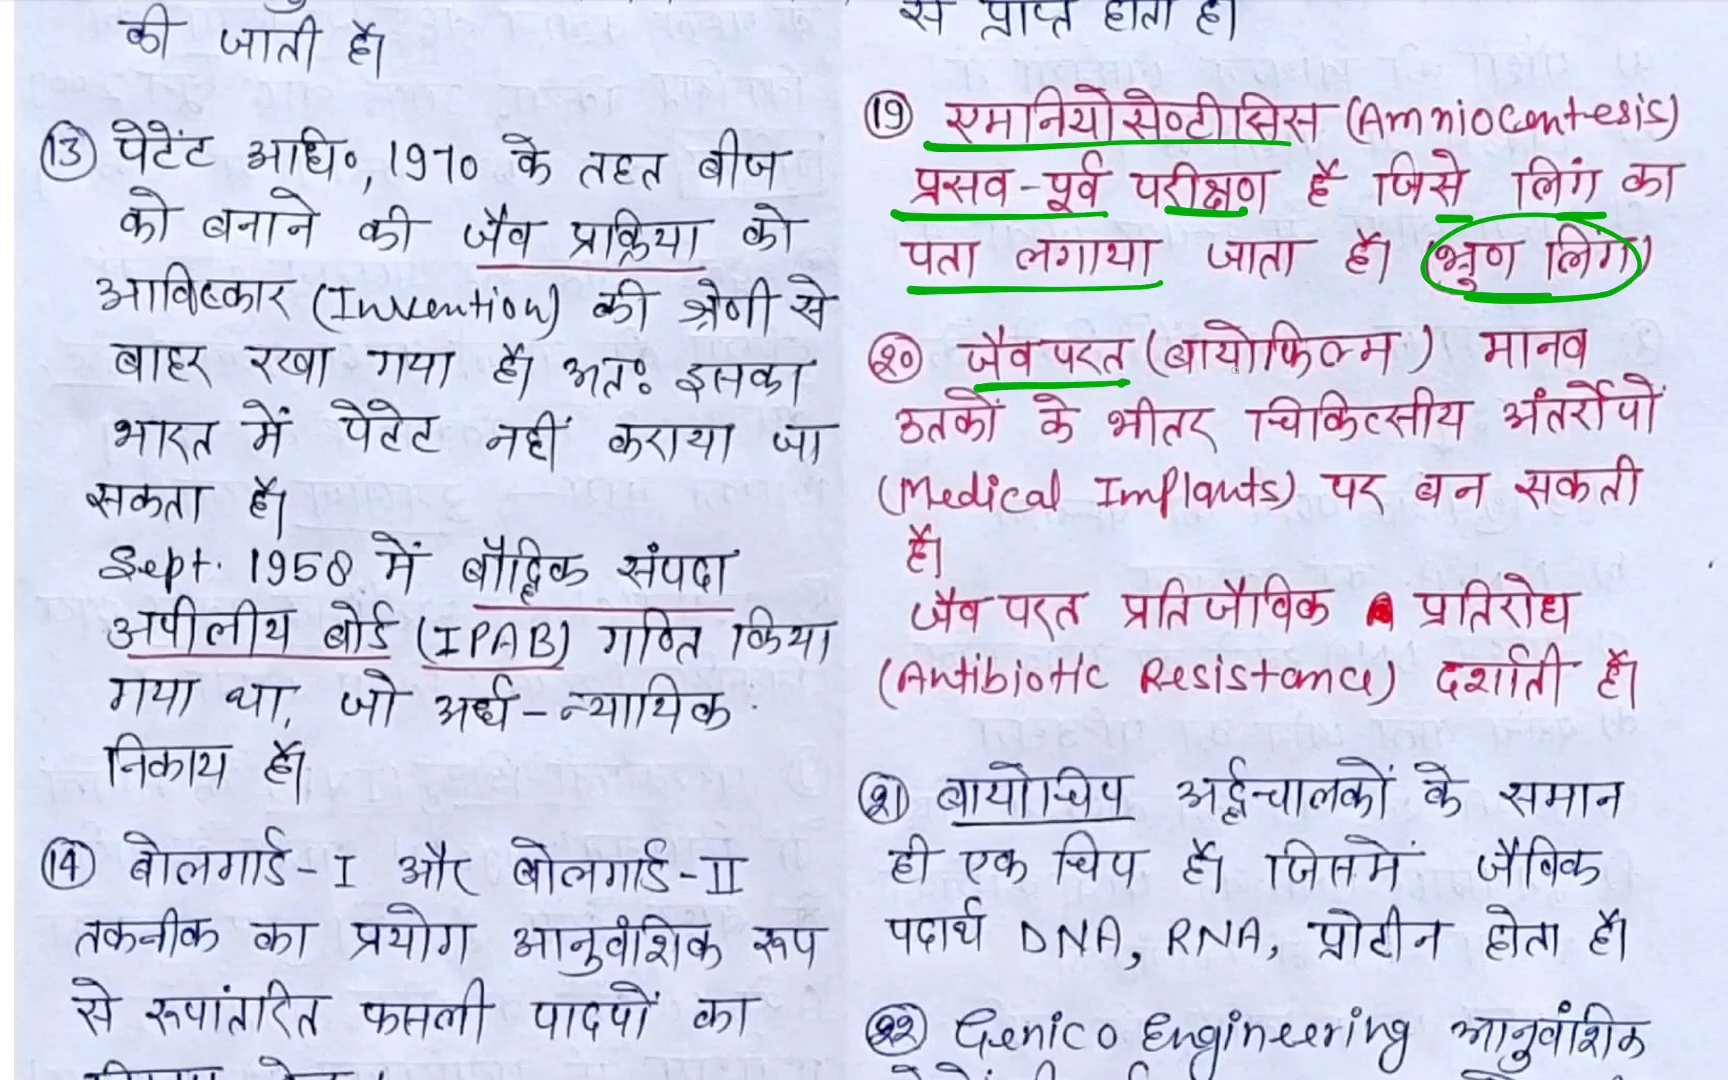 की जाती है।
⑬ पेटेंट अधि०, 1970 के तहत बीज
को बनाने की जैव प्रक्रिया को
आविष्कार (Invention) की श्रेणी से
बाहर रखा गया है। अतः इसका
भारत में पेटेंट नहीं कराया जा
सकता है।
Sept. 1958 में बौद्धिक संपदा
अपीलीय बोर्ड (IPAB) गठित किया
गया था, जो अर्ध-न्यायिक
निकाय है।
⑭ बोलगार्ड-I और बोलगार्ड-II
तकनीक का प्रयोग आनुवंशिक रूप
से रूपांतरित फसली पादपों का
से प्राप्त होता है।
⑲ एमनियोसेण्टीसिस (Amniocentesis)
प्रसव-पूर्व परीक्षण है जिसे लिंग का
पता लगाया जाता है। (भ्रुण लिंग)
⑳ जैव परत (बायोफिल्म) मानव
उतकों के भीतर चिकित्सीय अंतर्रोपों
(Medical Implants) पर बन सकती
है।
जैव परत प्रतिजैविक प्रतिरोध
(Antibiotic Resistance) दर्शाती है।
㉑ बायोचिप अर्द्धचालकों के समान
ही एक चिप है। जिसमें जैविक
पदार्थ DNA, RNA, प्रोटीन होता है।
㉒ Genico Engineering आनुवंशिक